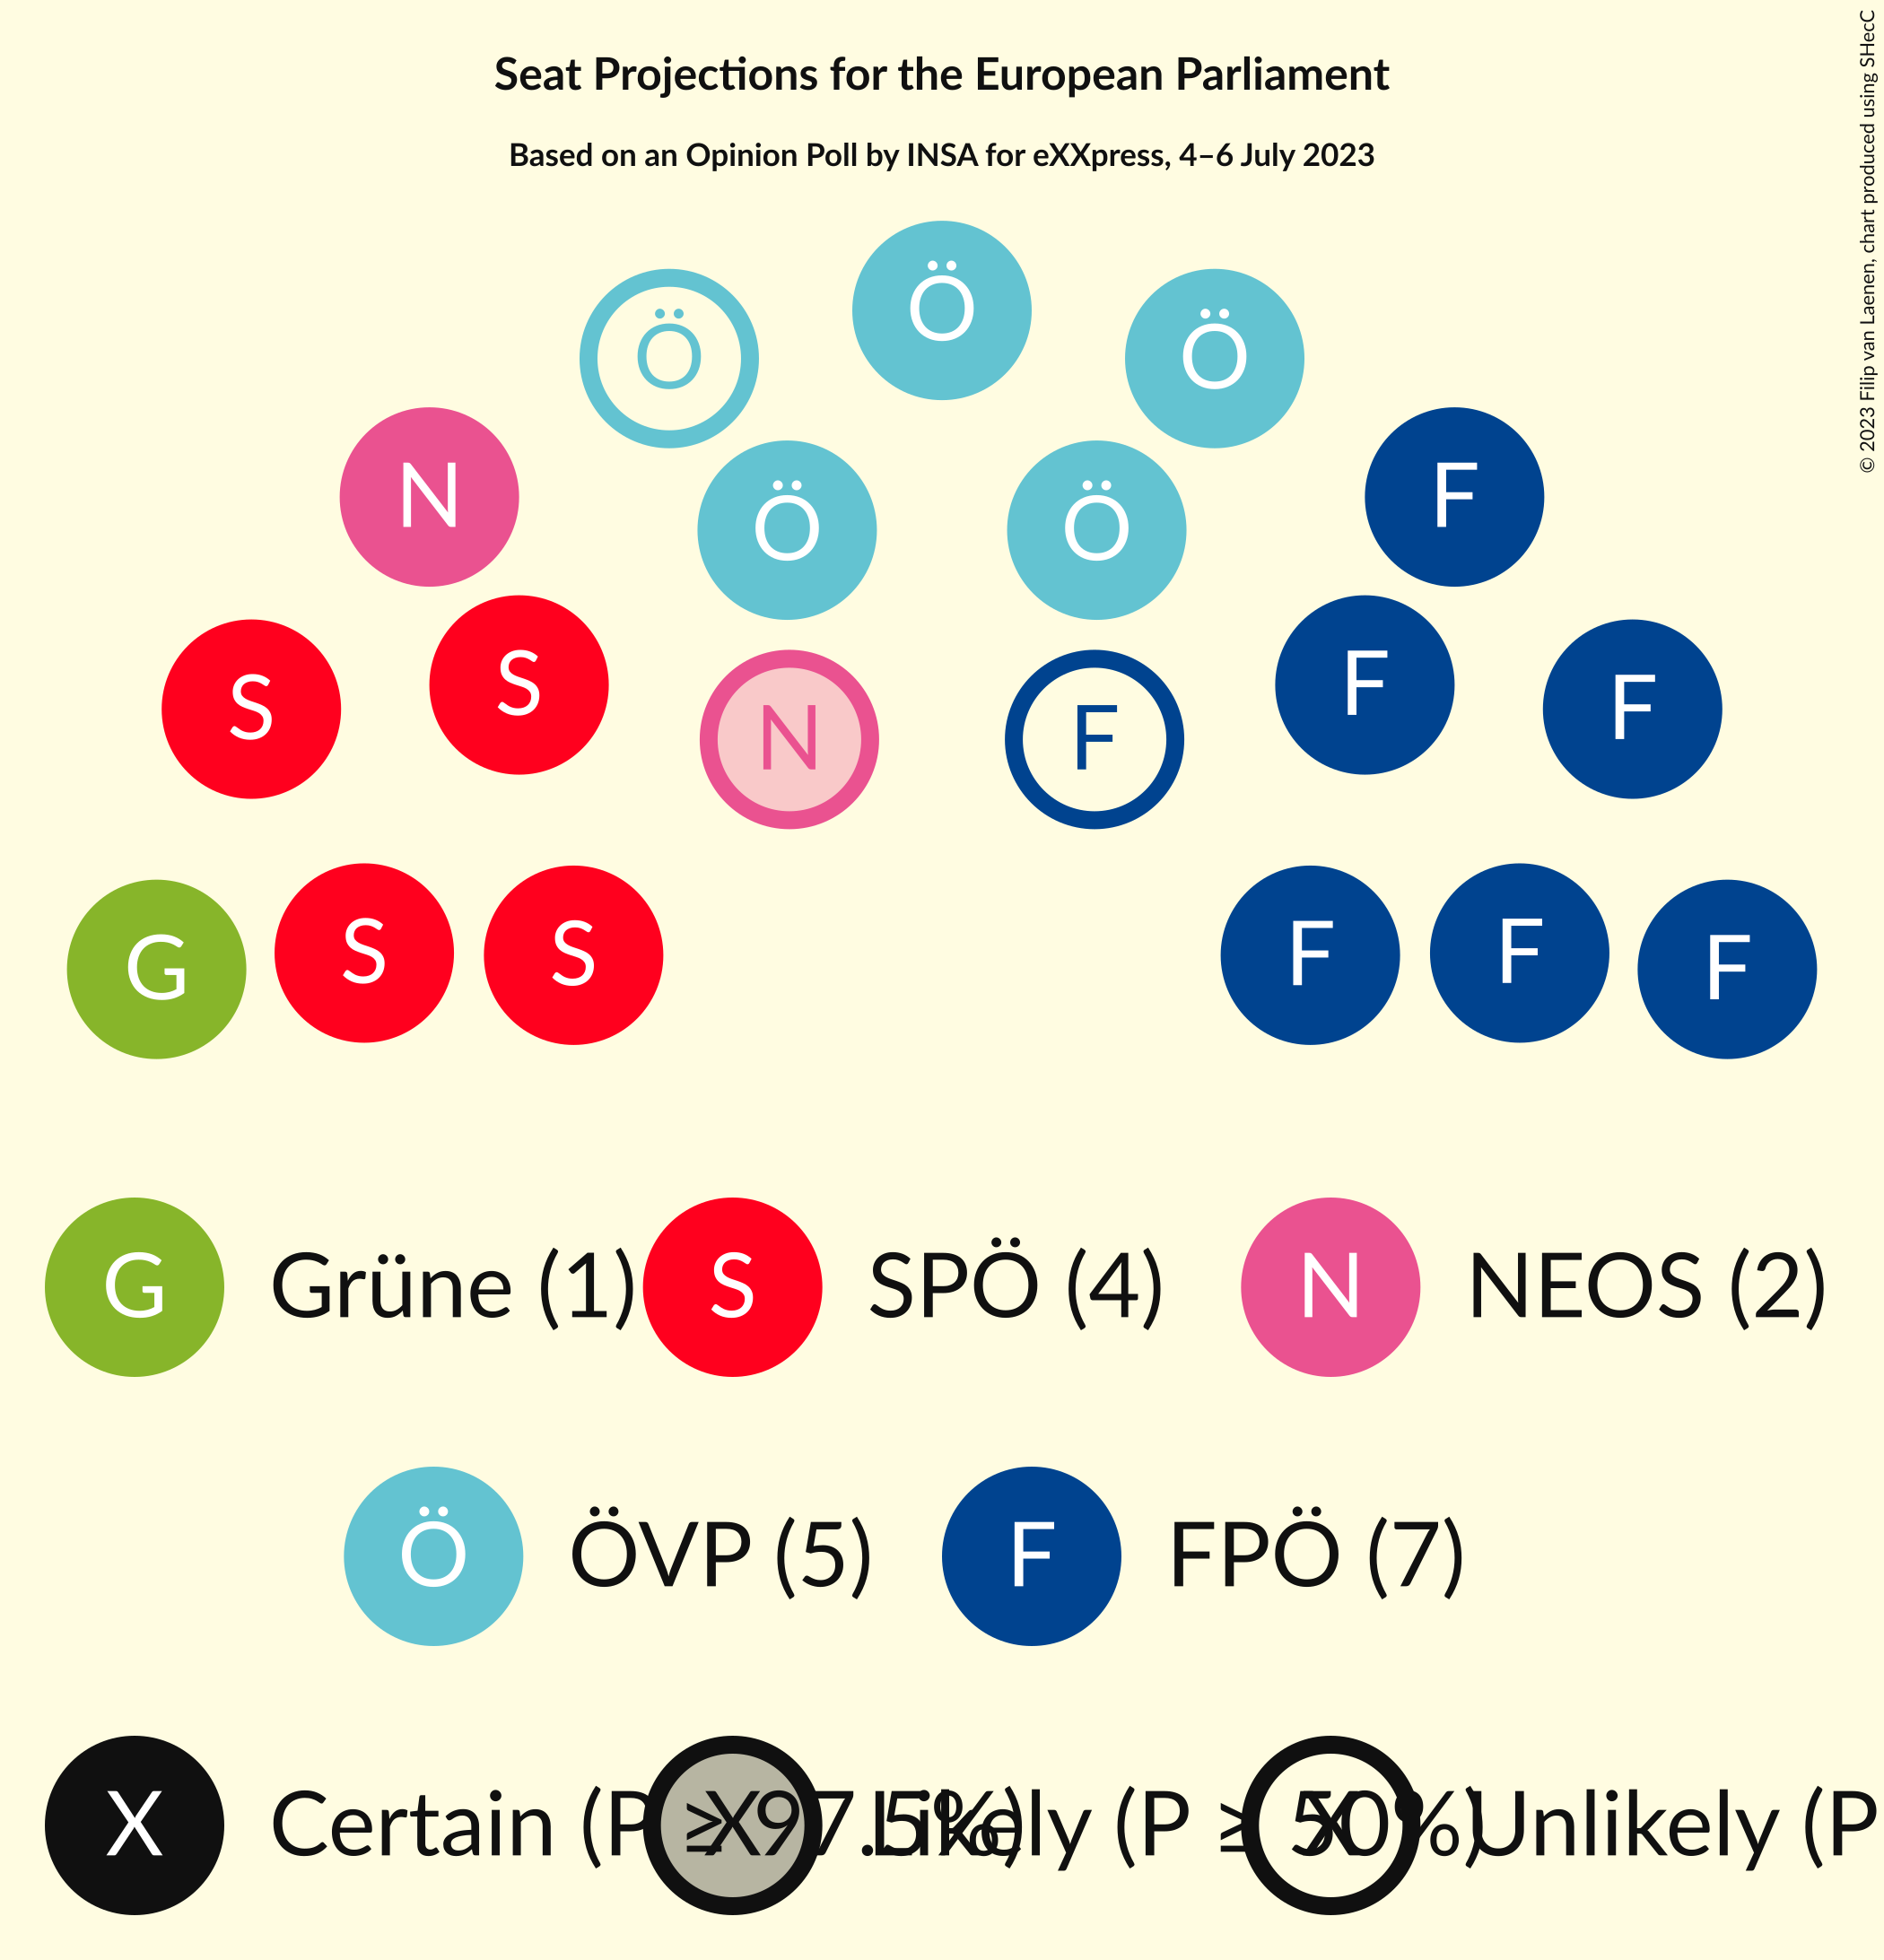 Seat Projections for the European Parliament
Based on an Opinion Poll by INSA for eXXpress, 4–6 July 2023
© 2023 Filip van Laenen, chart produced using SHecC
Ö
Ö Ö
N Ö Ö F
S S F F
N F
G S S F F F
G Grüne (1) S SPÖ (4) N NEOS (2)
Ö ÖVP (5) F FPÖ (7)
X Certain (P ≥ 97.5%) X Likely (P ≥ 50%) X Unlikely (P